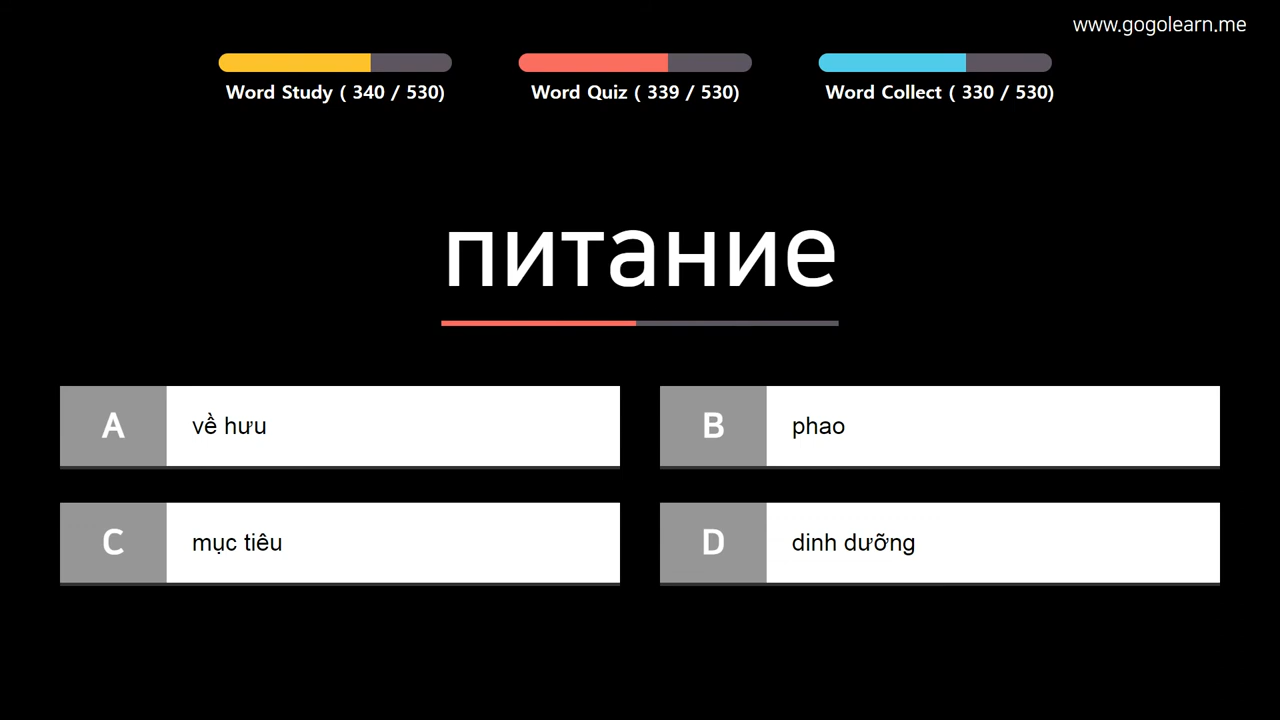 www.gogolearn.me
Word Study ( 340 / 530)
Word Quiz ( 339 / 530)
Word Collect ( 330 / 530)
питание
A
về hưu
B
phao
C
mục tiêu
D
dinh dưỡng